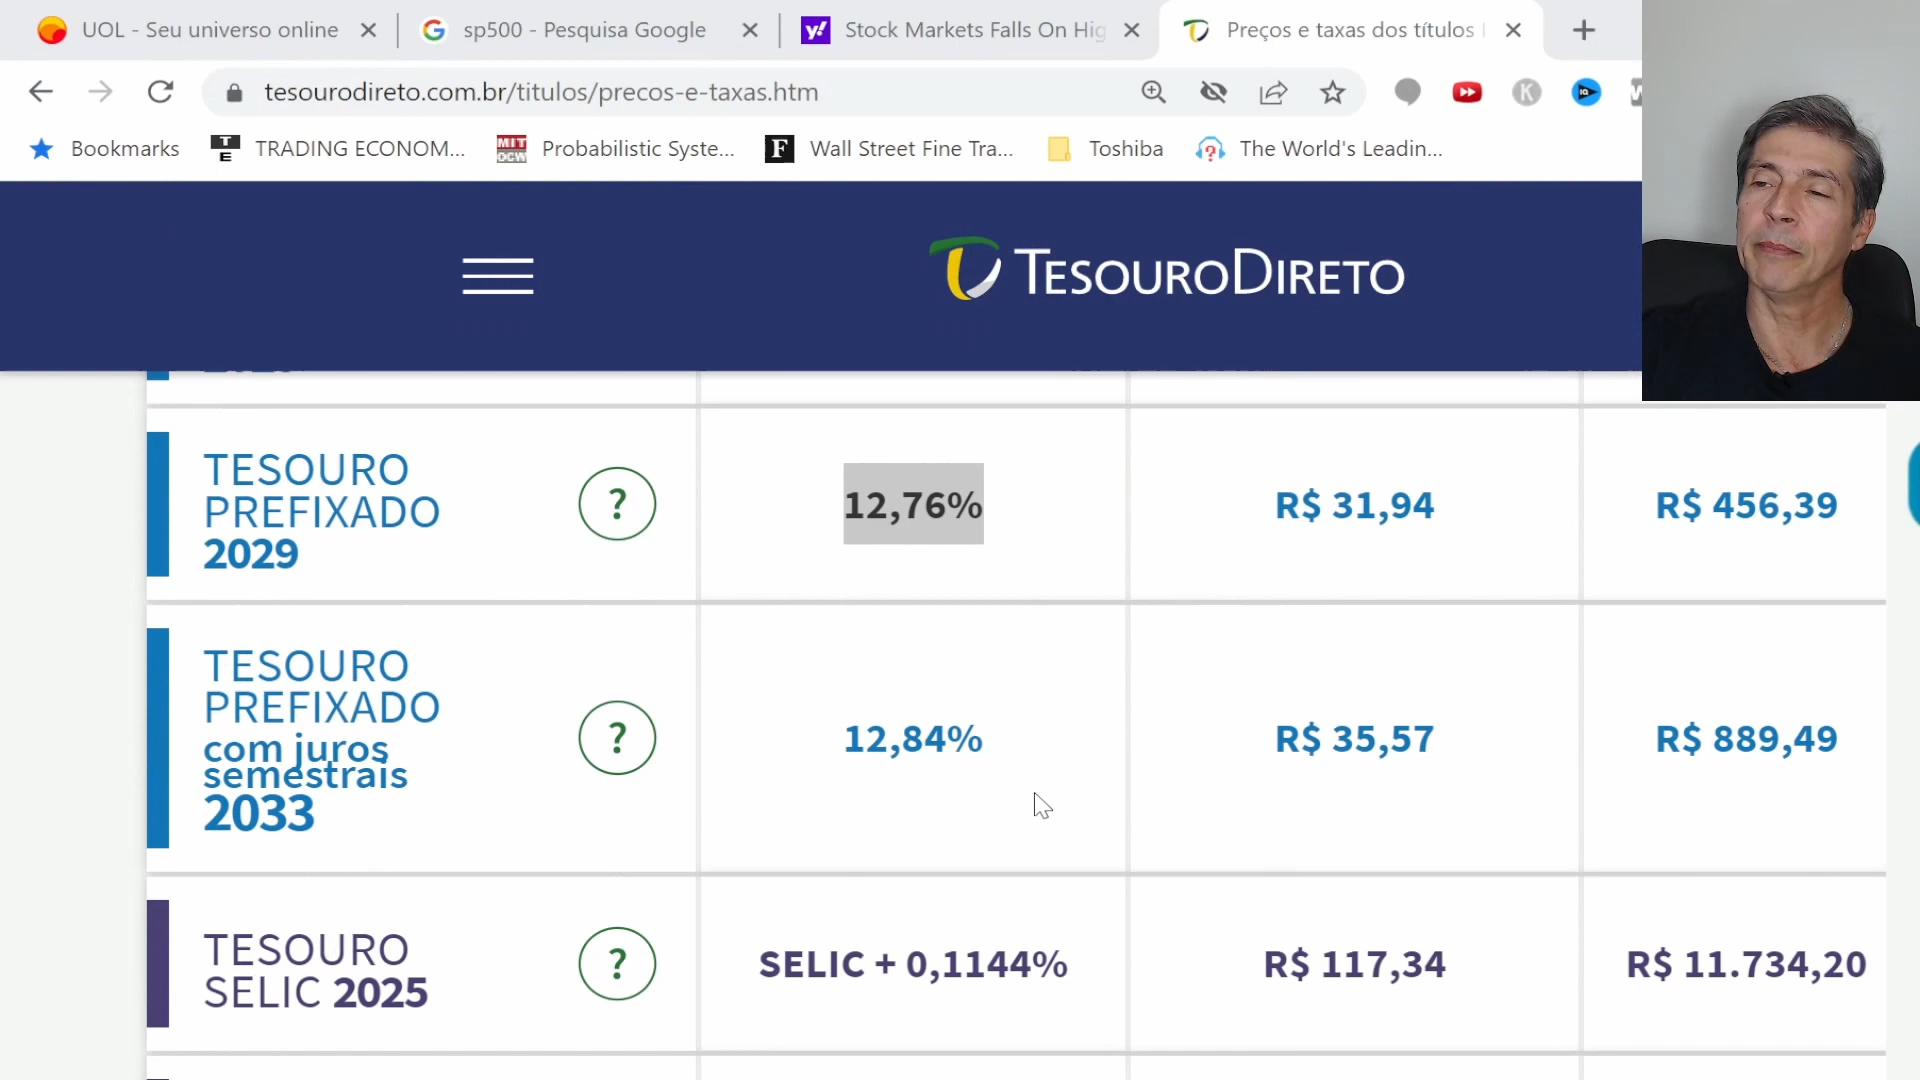 UOL - Seu universo online
sp500 - Pesquisa Google
Stock Markets Falls On Hig
Preços e taxas dos títulos
tesourodireto.com.br/titulos/precos-e-taxas.htm
Bookmarks
TE
TRADING ECONOM...
MIT
OCW
Probabilistic Syste...
F
Wall Street Fine Tra...
Toshiba
The World's Leadin...
TESOURODIRETO
TESOURO
PREFIXADO
2029
?
12,76%
R$ 31,94
R$ 456,39
TESOURO
PREFIXADO
com juros
semestrais
2033
?
12,84%
R$ 35,57
R$ 889,49
TESOURO
SELIC 2025
?
SELIC + 0,1144%
R$ 117,34
R$ 11.734,20